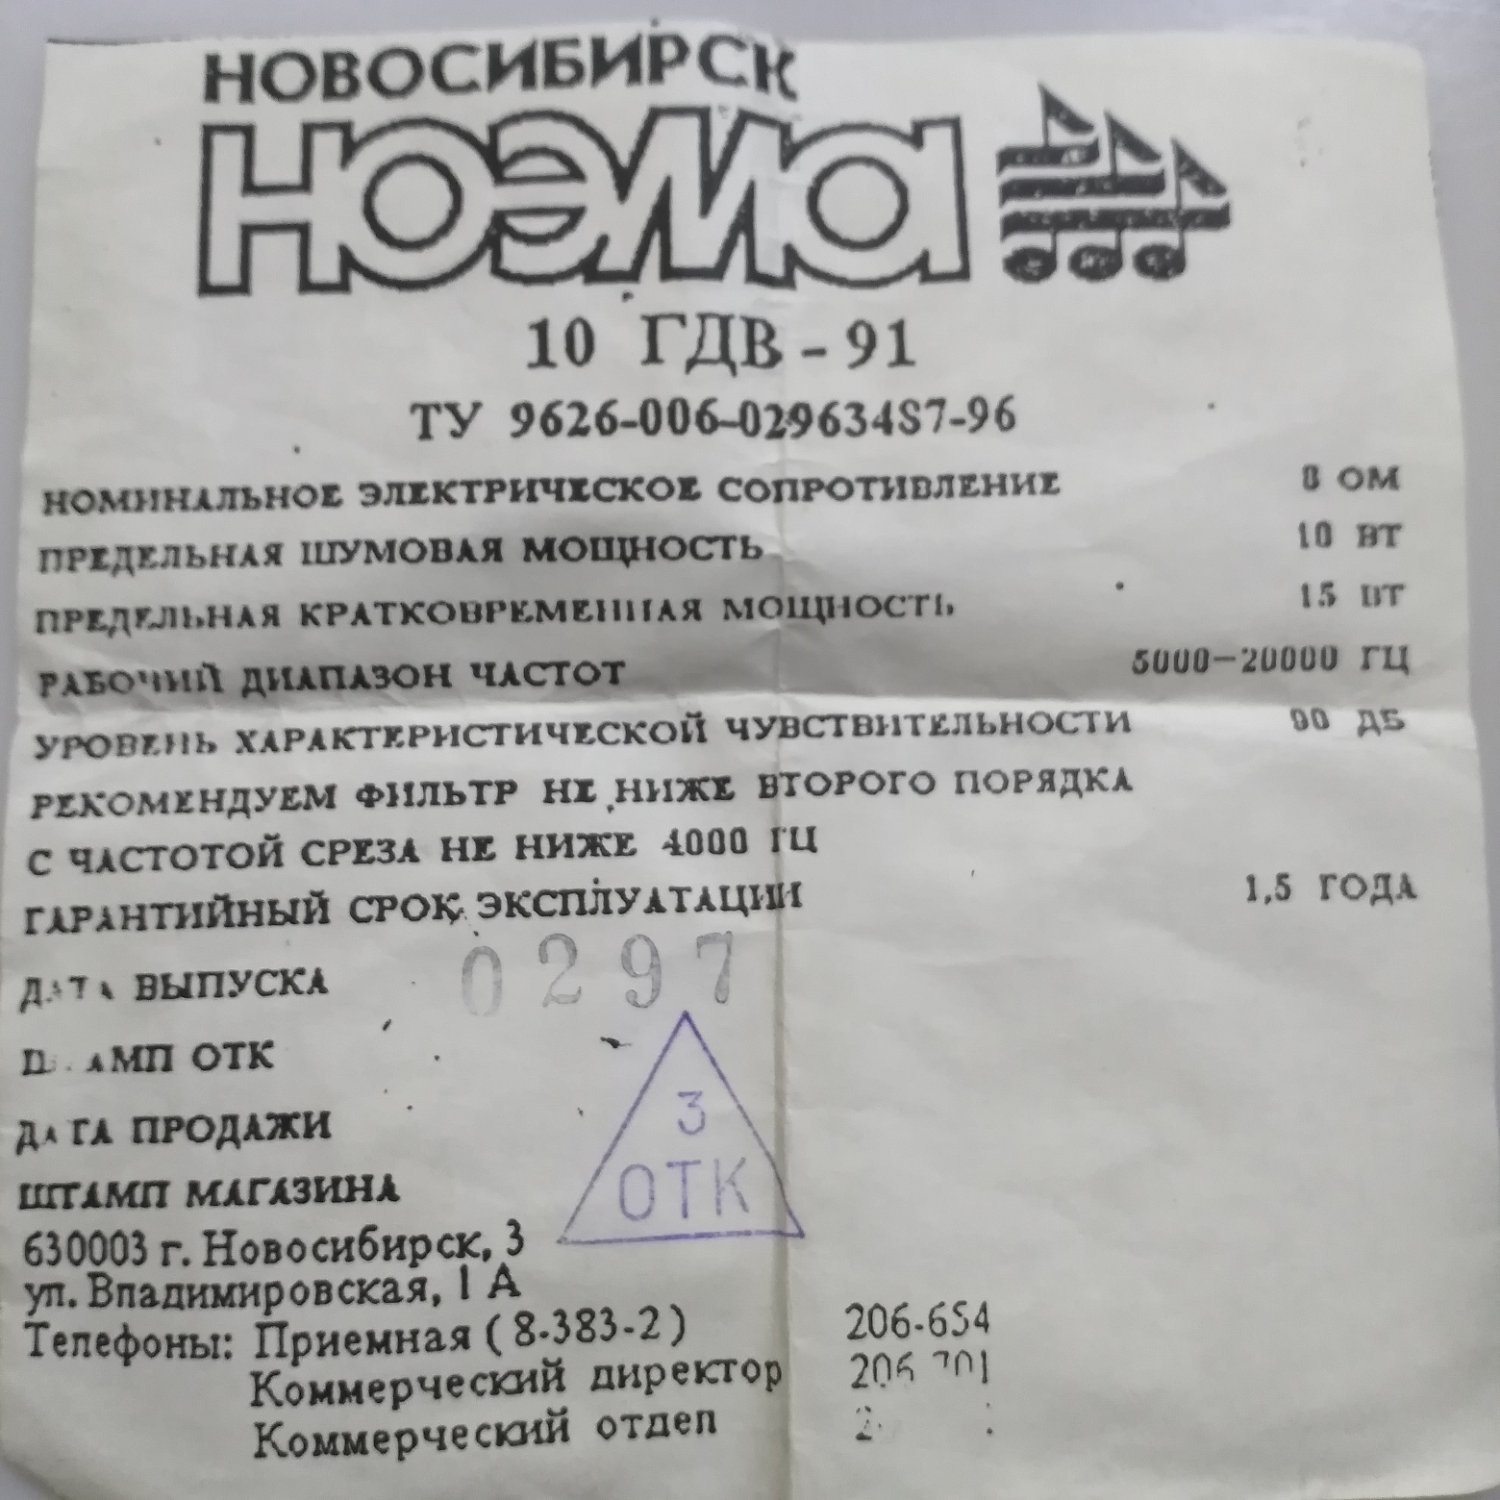 НОВОСИБИРСК
НОЭМА
10 ГДВ - 91
ТУ 9626-006-02963487-96
НОМИНАЛЬНОЕ ЭЛЕКТРИЧЕСКОЕ СОПРОТИВЛЕНИЕ 8 ОМ
ПРЕДЕЛЬНАЯ ШУМОВАЯ МОЩНОСТЬ 10 ВТ
ПРЕДЕЛЬНАЯ КРАТКОВРЕМЕННАЯ МОЩНОСТЬ 15 ВТ
РАБОЧИЙ ДИАПАЗОН ЧАСТОТ 5000-20000 ГЦ
УРОВЕНЬ ХАРАКТЕРИСТИЧЕСКОЙ ЧУВСТВИТЕЛЬНОСТИ 90 ДБ
РЕКОМЕНДУЕМ ФИЛЬТР НЕ НИЖЕ ВТОРОГО ПОРЯДКА
С ЧАСТОТОЙ СРЕЗА НЕ НИЖЕ 4000 ГЦ
ГАРАНТИЙНЫЙ СРОК ЭКСПЛУАТАЦИИ 1,5 ГОДА
ДАТА ВЫПУСКА 0297
ШТАМП ОТК
3
ОТК
ДАТА ПРОДАЖИ
ШТАМП МАГАЗИНА
630003 г. Новосибирск, 3
ул. Владимировская, 1 А
Телефоны: Приемная (8-383-2) 206-654
Коммерческий директор
Коммерческий отдел